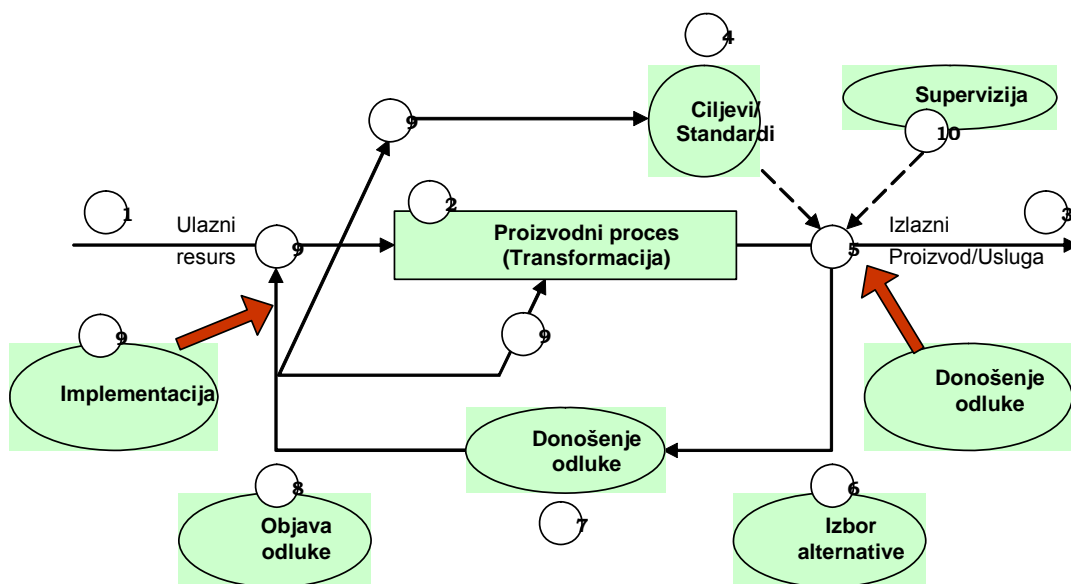 4
Ciljevi/
Standardi
Supervizija
10
9
1
Ulazni
resurs
9
2
Proizvodni proces
(Transformacija)
5
Izlazni
Proizvod/Usluga
3
9
Implementacija
9
Donošenje
odluke
Donošenje
odluke
7
8
Objava
odluke
6
Izbor
alternative